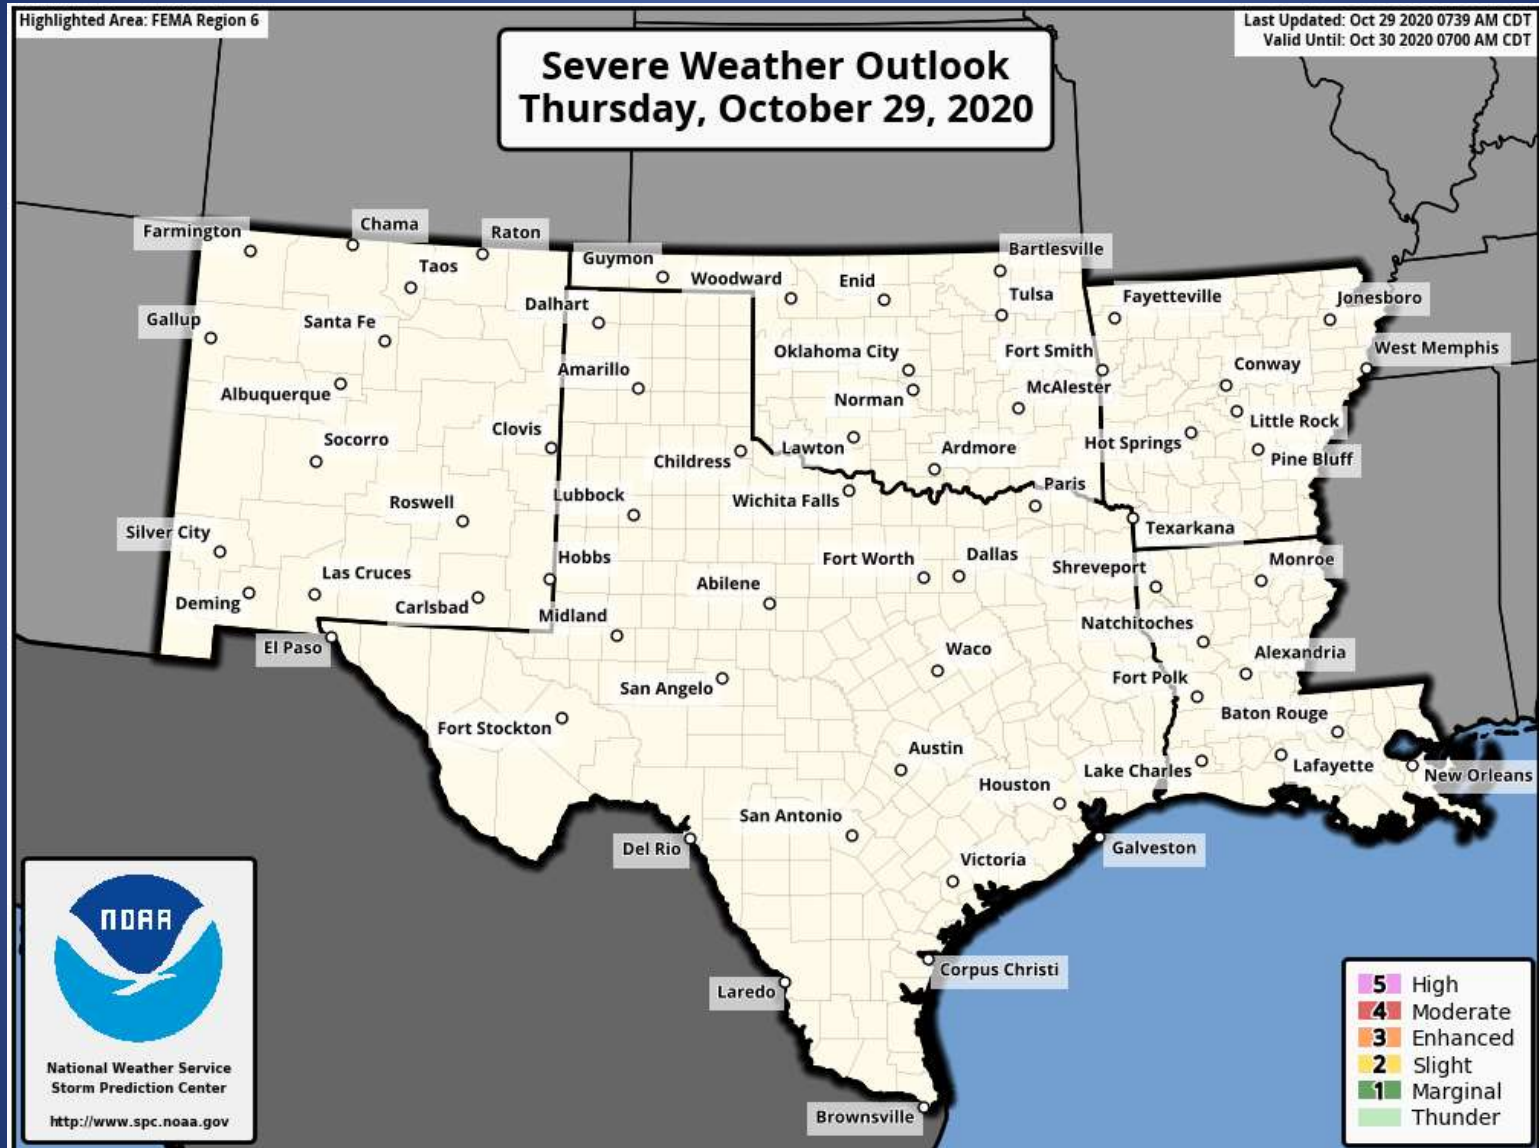 Highlighted Area: FEMA Region 6
Last Updated: Oct 29 2020 0739 AM CDT
Valid Until: Oct 30 2020 0700 AM CDT
Severe Weather Outlook
Thursday, October 29, 2020
Farmington
Chama
Raton
Taos
Guymon
Woodward
Enid
Bartlesville
Tulsa
Fayetteville
Jonesboro
Gallup
Santa Fe
Dalhart
Oklahoma City
Fort Smith
West Memphis
Conway
Albuquerque
Amarillo
Norman
McAlester
Little Rock
Socorro
Clovis
Childress
Lawton
Ardmore
Hot Springs
Pine Bluff
Roswell
Lubbock
Wichita Falls
Paris
Texarkana
Silver City
Las Cruces
Hobbs
Abilene
Fort Worth
Dallas
Shreveport
Monroe
Deming
Carlsbad
Midland
Natchitoches
El Paso
San Angelo
Waco
Alexandria
Fort Polk
Fort Stockton
Baton Rouge
Austin
Lake Charles
Lafayette
New Orleans
Houston
San Antonio
Del Rio
Victoria
Galveston
Corpus Christi
Laredo
Brownsville
NOAA
National Weather Service
Storm Prediction Center
http://www.spc.noaa.gov
5 High
4 Moderate
3 Enhanced
2 Slight
1 Marginal
Thunder